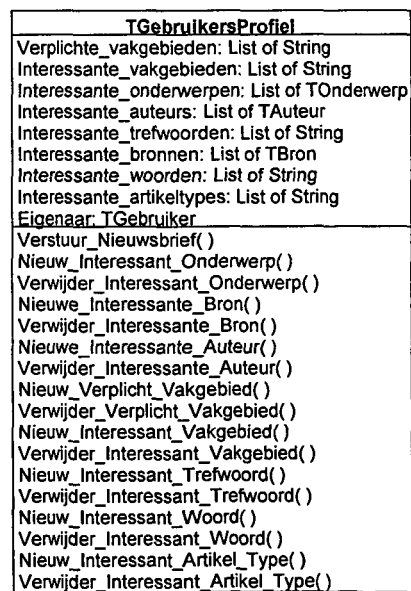 TGebruikersProfiel
Verplichte_vakgebieden: List of String
Interessante_vakgebieden: List of String
Interessante_onderwerpen: List of TOnderwerp
Interessante_auteurs: List of TAuteur
Interessante_trefwoorden: List of String
Interessante_bronnen: List of TBron
Interessante_woorden: List of String
Interessante_artikeltypes: List of String
Eigenaar: TGebruiker
Verstuur_Nieuwsbrief( )
Nieuw_Interessant_Onderwerp( )
Verwijder_Interessant_Onderwerp( )
Nieuwe_Interessante_Bron( )
Verwijder_Interessante_Bron( )
Nieuwe_Interessante_Auteur( )
Verwijder_Interessante_Auteur( )
Nieuw_Verplicht_Vakgebied( )
Verwijder_Verplicht_Vakgebied( )
Nieuw_Interessant_Vakgebied( )
Verwijder_Interessant_Vakgebied( )
Nieuw_Interessant_Trefwoord( )
Verwijder_Interessant_Trefwoord( )
Nieuw_Interessant_Woord( )
Verwijder_Interessant_Woord( )
Nieuw_Interessant_Artikel_Type( )
Verwijder_Interessant_Artikel_Type( )